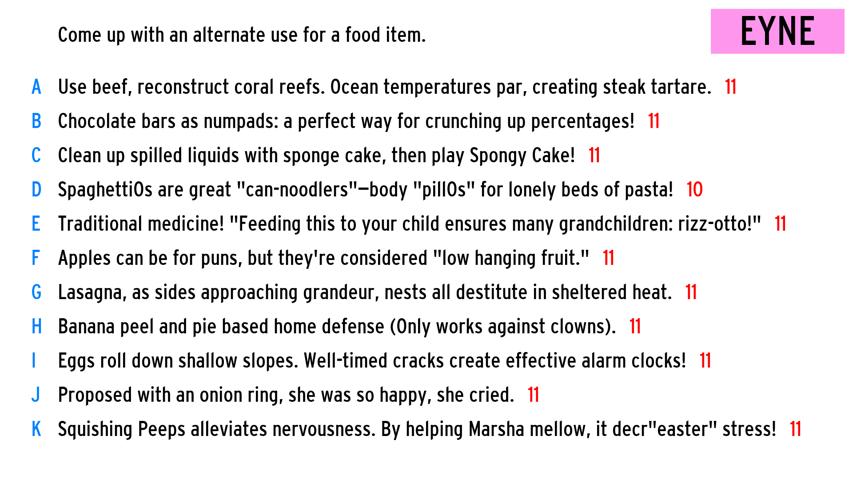 Come up with an alternate use for a food item.
EYNE
A Use beef, reconstruct coral reefs. Ocean temperatures par, creating steak tartare. 11
B Chocolate bars as numpads: a perfect way for crunching up percentages! 11
C Clean up spilled liquids with sponge cake, then play Spongy Cake! 11
D SpaghettiOs are great "can-noodlers"—body "pillOs" for lonely beds of pasta! 10
E Traditional medicine! "Feeding this to your child ensures many grandchildren: rizz-otto!" 11
F Apples can be for puns, but they're considered "low hanging fruit." 11
G Lasagna, as sides approaching grandeur, nests all destitute in sheltered heat. 11
H Banana peel and pie based home defense (Only works against clowns). 11
I Eggs roll down shallow slopes. Well-timed cracks create effective alarm clocks! 11
J Proposed with an onion ring, she was so happy, she cried. 11
K Squishing Peeps alleviates nervousness. By helping Marsha mellow, it decr"easter" stress! 11